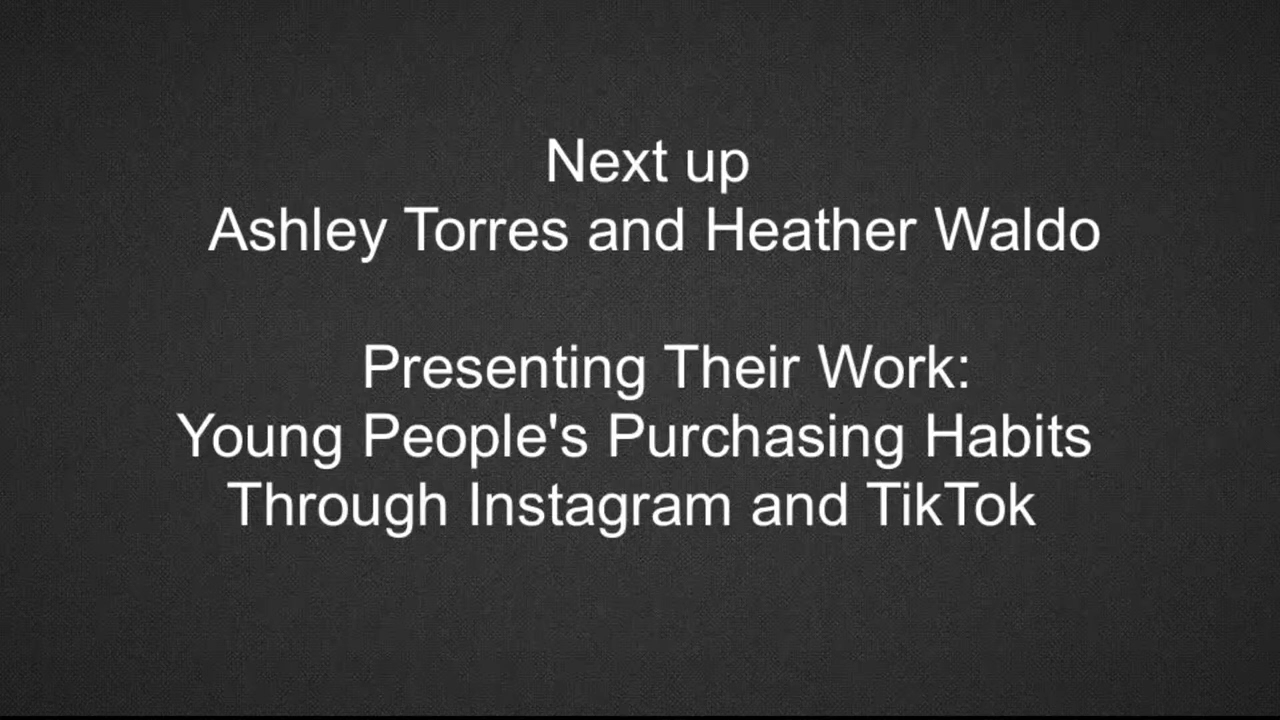 Next up
Ashley Torres and Heather Waldo
Presenting Their Work:
Young People's Purchasing Habits
Through Instagram and TikTok